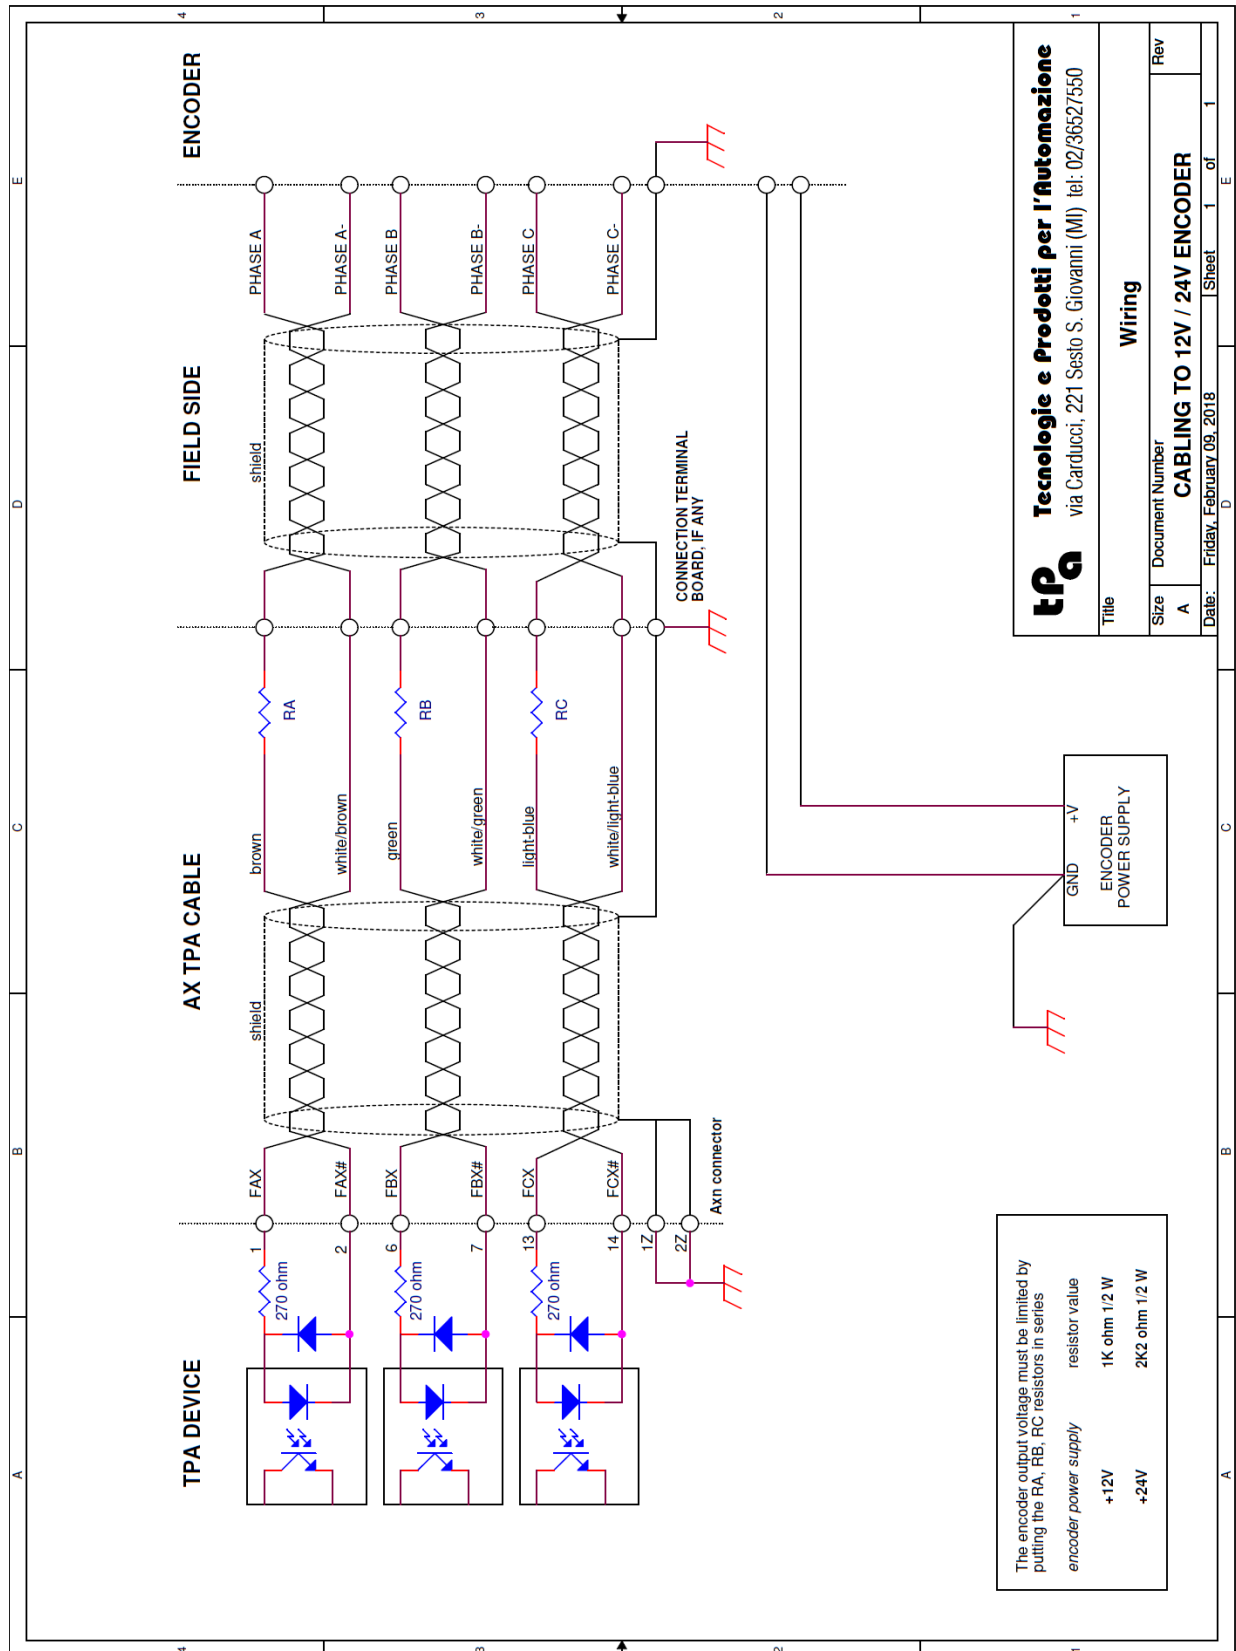 TPA DEVICE
AX TPA CABLE
FIELD SIDE
ENCODER
1
FAX
shield
brown
shield
PHASE A
270 ohm
RA
2
FAX#
white/brown
PHASE A-
6
FBX
green
PHASE B
270 ohm
RB
7
FBX#
white/green
PHASE B-
13
FCX
light-blue
PHASE C
270 ohm
RC
14
FCX#
white/light-blue
PHASE C-
1Z
2Z
Axn connector
CONNECTION TERMINAL
BOARD, IF ANY
GND
+V
ENCODER
POWER SUPPLY
The encoder output voltage must be limited by
putting the RA, RB, RC resistors in series
encoder power supply resistor value
+12V 1K ohm 1/2 W
+24V 2K2 ohm 1/2 W
tPa
Tecnologie e Prodotti per l'Automazione
via Carducci, 221 Sesto S. Giovanni (MI) tel: 02/36527550
Title
Wiring
Size Document Number Rev
A CABLING TO 12V / 24V ENCODER
Date: Friday, February 09, 2018 Sheet 1 of 1
A B C D E
A B C D E
4 3 2 1
4 3 2 1